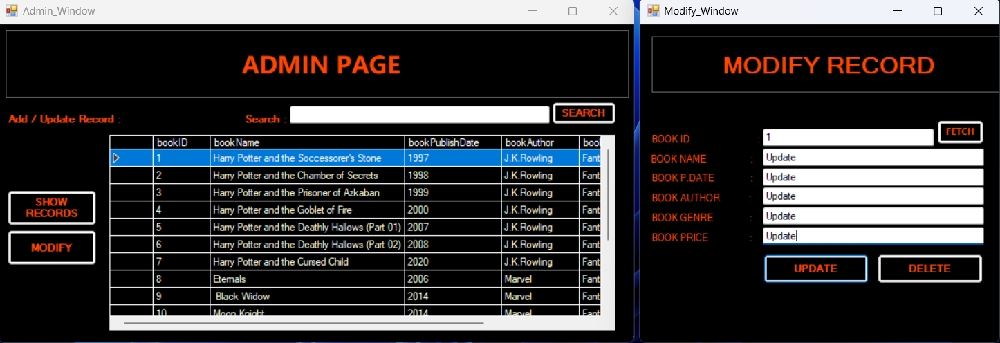 Admin_Window
ADMIN PAGE
Add / Update Record :
Search :
SEARCH
SHOW
RECORDS
MODIFY
bookID bookName bookPublishDate bookAuthor
1 Harry Potter and the Soccessorer's Stone 1997 J.K.Rowling Fant
2 Harry Potter and the Chamber of Secrets 1998 J.K.Rowling Fant
3 Harry Potter and the Prisoner of Azkaban 1999 J.K.Rowling Fant
4 Harry Potter and the Goblet of Fire 2000 J.K.Rowling Fant
5 Harry Potter and the Deathly Hallows (Part 01) 2007 J.K.Rowling Fant
6 Harry Potter and the Deathly Hallows (Part 02) 2008 J.K.Rowling Fant
7 Harry Potter and the Cursed Child 2020 J.K.Rowling Fant
8 Eternals 2006 Marvel Fant
9 Black Widow 2014 Marvel Fant
10 Moon Knight 2014 Marvel Fant
Modify_Window
MODIFY RECORD
BOOK ID : 1 FETCH
BOOK NAME : Update
BOOK P.DATE : Update
BOOK AUTHOR : Update
BOOK GENRE : Update
BOOK PRICE : Update
UPDATE DELETE